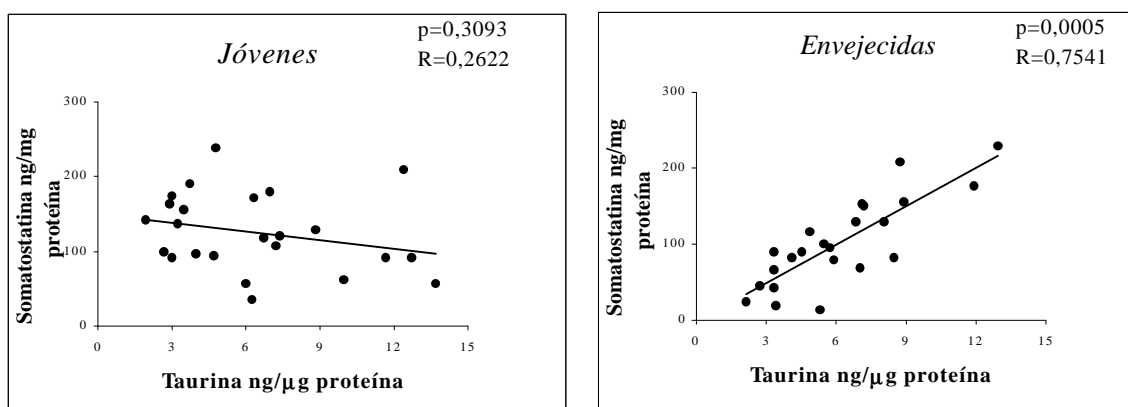 Jóvenes
p=0,3093
R=0,2622
Somatostatina ng/mg
proteína
300
200
100
0
0 3 6 9 12 15
Taurina ng/µg proteína
Envejecidas
p=0,0005
R=0,7541
Somatostatina ng/mg
proteína
300
200
100
0
0 3 6 9 12 15
Taurina ng/µg proteína